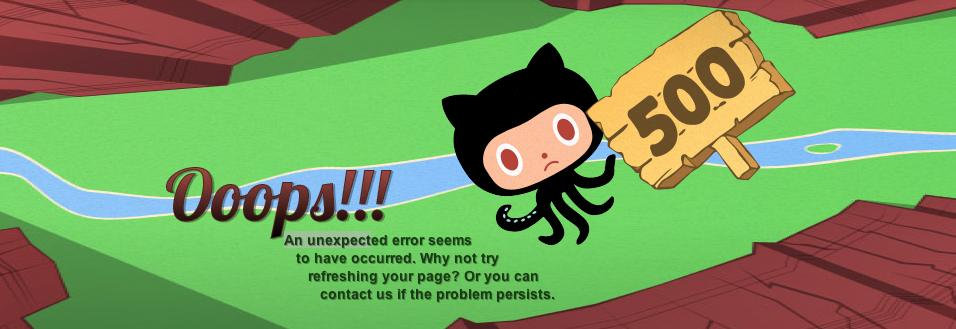 500
Ooops!!!
An unexpected error seems
to have occurred. Why not try
refreshing your page? Or you can
contact us if the problem persists.